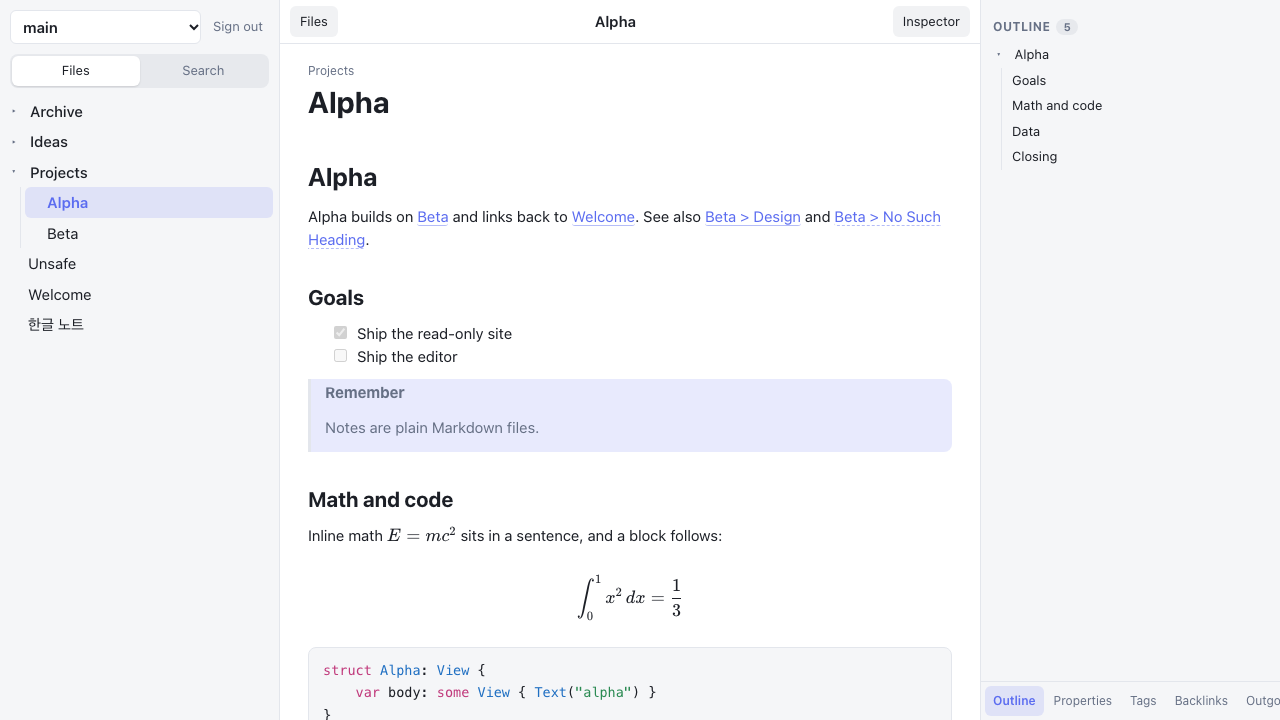 main
Sign out
Files
Search
Archive
Ideas
Projects
Alpha
Beta
Unsafe
Welcome
한글 노트
Files
Alpha
Inspector
Projects
Alpha
Alpha
Alpha builds on Beta and links back to Welcome. See also Beta > Design and Beta > No Such
Heading.
Goals
Ship the read-only site
Ship the editor
Remember
Notes are plain Markdown files.
Math and code
Inline math E = mc² sits in a sentence, and a block follows:
∫₀¹ x² dx = 1/3
struct Alpha: View {
    var body: some View { Text("alpha") }
}
OUTLINE 5
Alpha
Goals
Math and code
Data
Closing
Outline
Properties
Tags
Backlinks
Outgo